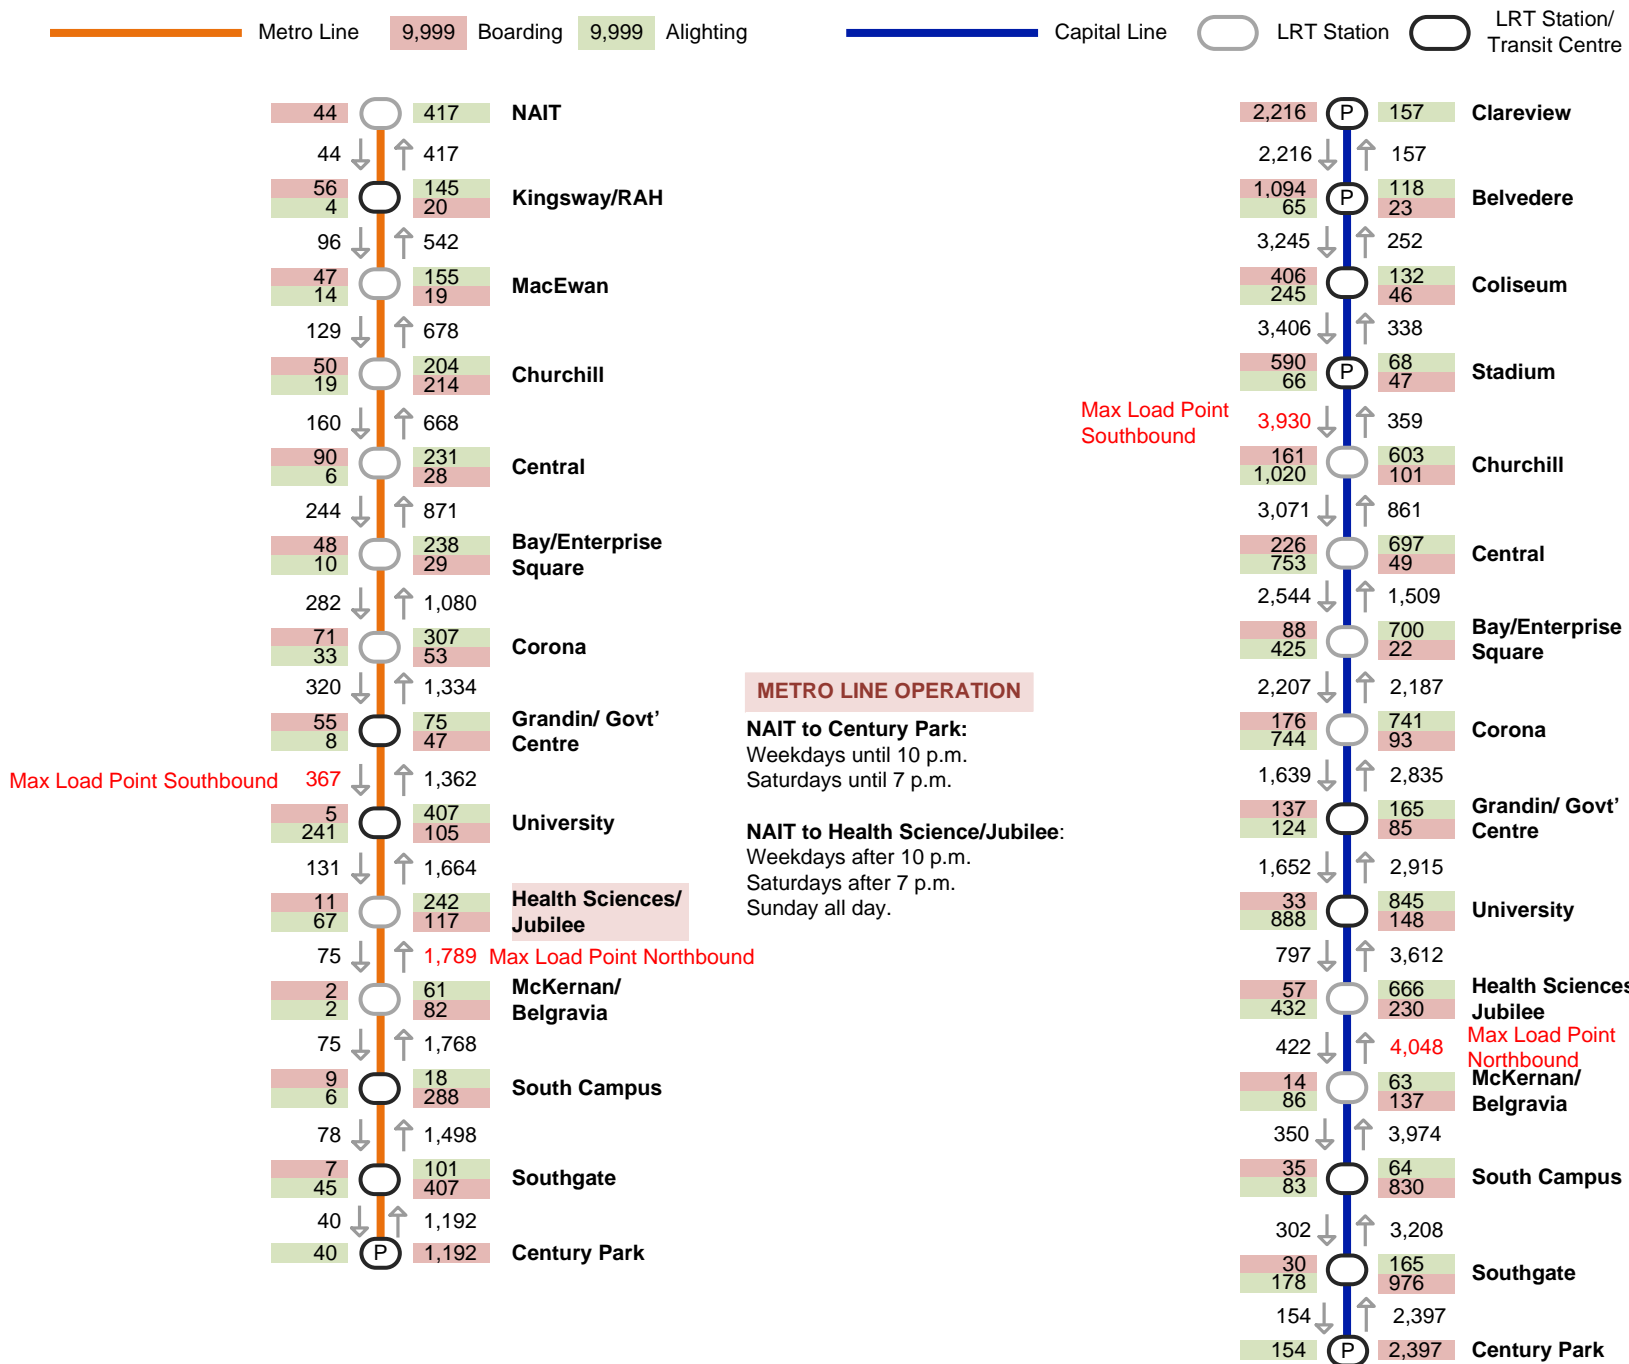 Metro Line 9,999 Boarding 9,999 Alighting Capital Line LRT Station LRT Station/
Transit Centre
44 417 NAIT
44 417
56 145 Kingsway/RAH
4 20
96 542
47 155 MacEwan
14 19
129 678
50 204 Churchill
19 214
160 668
90 231 Central
6 28
244 871
48 238 Bay/Enterprise
10 29 Square
282 1,080
71 307 Corona
33 53
320 1,334
55 75 Grandin/ Govt'
8 47 Centre
Max Load Point Southbound 367 1,362
5 407 University
241 105
131 1,664
11 242 Health Sciences/
67 117 Jubilee
75 1,789 Max Load Point Northbound
2 61 McKernan/
2 82 Belgravia
75 1,768
9 18 South Campus
6 288
78 1,498
7 101 Southgate
45 407
40 1,192
40 P 1,192 Century Park
METRO LINE OPERATION
NAIT to Century Park:
Weekdays until 10 p.m.
Saturdays until 7 p.m.
NAIT to Health Science/Jubilee:
Weekdays after 10 p.m.
Saturdays after 7 p.m.
Sunday all day.
2,216 P 157 Clareview
2,216 157
1,094 P 118 Belvedere
65 23
3,245 252
406 132 Coliseum
245 46
3,406 338
590 P 68 Stadium
66 47
Max Load Point 3,930 359
Southbound
161 603 Churchill
1,020 101
3,071 861
226 697 Central
753 49
2,544 1,509
88 700 Bay/Enterprise
425 22 Square
2,207 2,187
176 741 Corona
744 93
1,639 2,835
137 165 Grandin/ Govt'
124 85 Centre
1,652 2,915
33 845 University
888 148
797 3,612
57 666 Health Sciences
432 230 Jubilee
422 4,048 Max Load Point
Northbound
14 63 McKernan/
86 137 Belgravia
350 3,974
35 64 South Campus
83 830
302 3,208
30 165 Southgate
178 976
154 2,397
154 P 2,397 Century Park